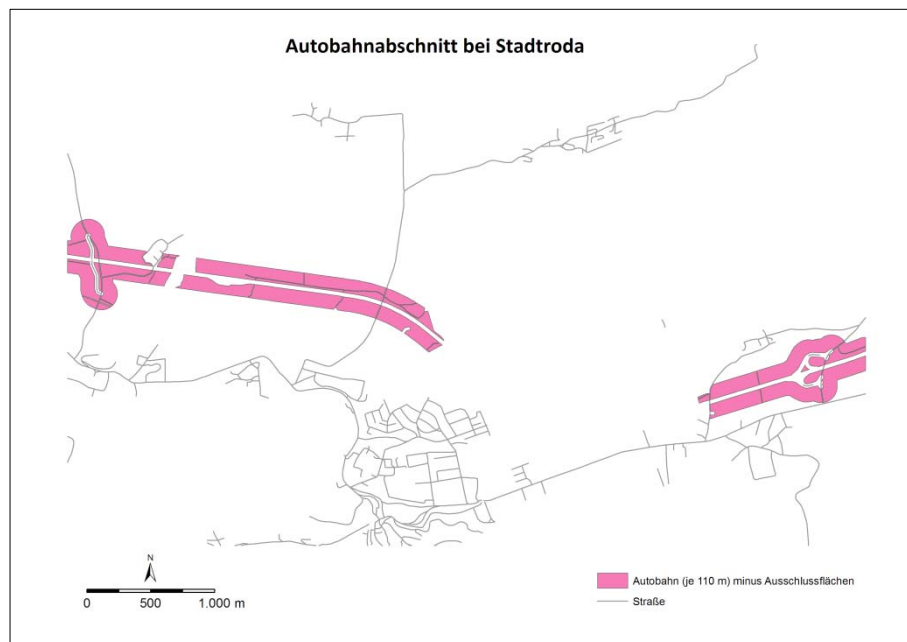 Autobahnabschnitt bei Stadtroda
N
0 500 1.000 m
Autobahn (je 110 m) minus Ausschlussflächen
Straße